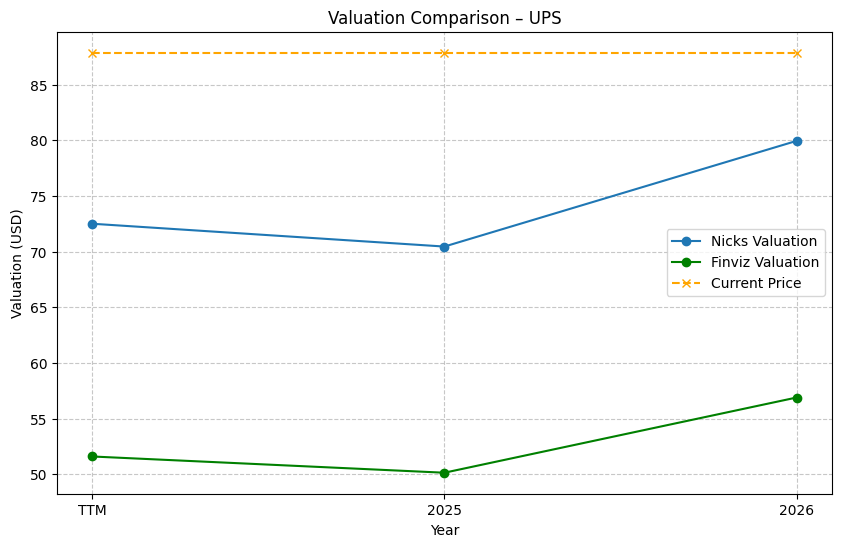 Valuation Comparison – UPS
Valuation (USD)
85
80
75
70
65
60
55
50
Nicks Valuation
Finviz Valuation
Current Price
TTM
2025
2026
Year